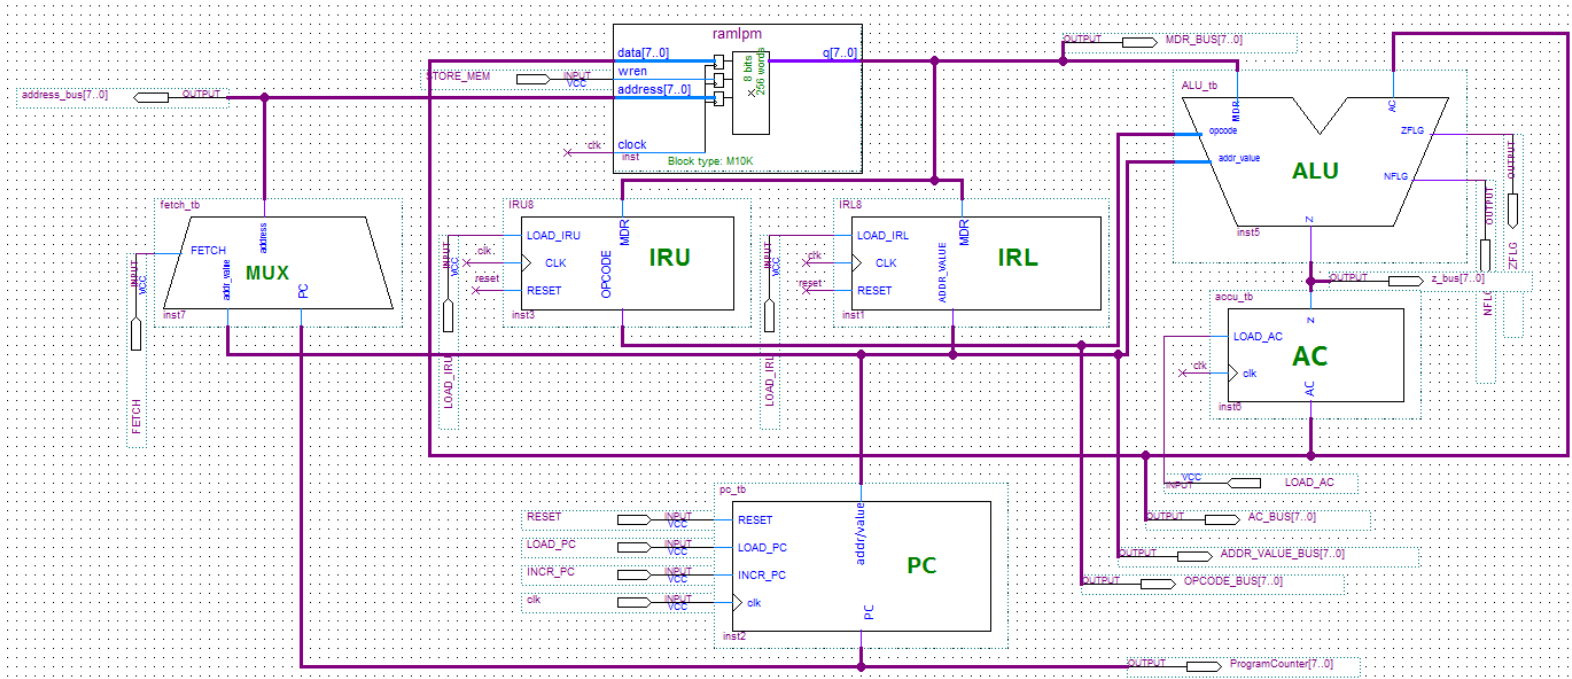 ramlpm
data[7..0]
q[7..0]
wren
address[7..0]
clock
inst
8 bits
256 words
Block type: M10K
STORE_MEM
INPUT
VCC
clk
address_bus[7..0]
OUTPUT
OUTPUT
MDR_BUS[7..0]
ALU_tb
MDR
AC
opcode
addr_value
ZFLG
NFLG
ALU
Z
inst5
OUTPUT
ZFLG
OUTPUT
NFLG
fetch_tb
FETCH
address
addr_value
PC
MUX
inst7
INPUT
VCC
FETCH
IRU8
LOAD_IRU
MDR
CLK
OPCODE
RESET
IRU
inst3
clk
reset
INPUT
VCC
LOAD_IRU
IRL8
LOAD_IRL
MDR
CLK
ADDR_VALUE
RESET
IRL
inst1
clk
reset
INPUT
VCC
LOAD_IRL
OUTPUT
z_bus[7..0]
accu_tb
Z
LOAD_AC
clk
AC
AC
inst6
clk
VCC
INPUT
LOAD_AC
OUTPUT
AC_BUS[7..0]
OUTPUT
ADDR_VALUE_BUS[7..0]
OUTPUT
OPCODE_BUS[7..0]
pc_tb
RESET
INPUT
VCC
RESET
LOAD_PC
INPUT
VCC
LOAD_PC
INCR_PC
INPUT
VCC
INCR_PC
clk
INPUT
VCC
clk
addr/value
PC
PC
inst2
OUTPUT
ProgramCounter[7..0]